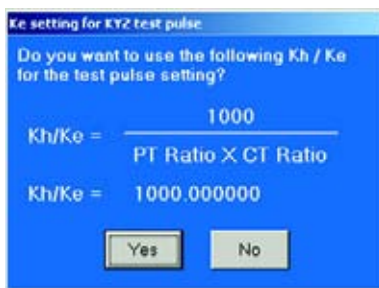 Ke setting for KYZ test pulse
Do you want to use the following Kh / Ke
for the test pulse setting?
1000
Kh/Ke =
PT Ratio X CT Ratio
Kh/Ke = 1000.000000
Yes No